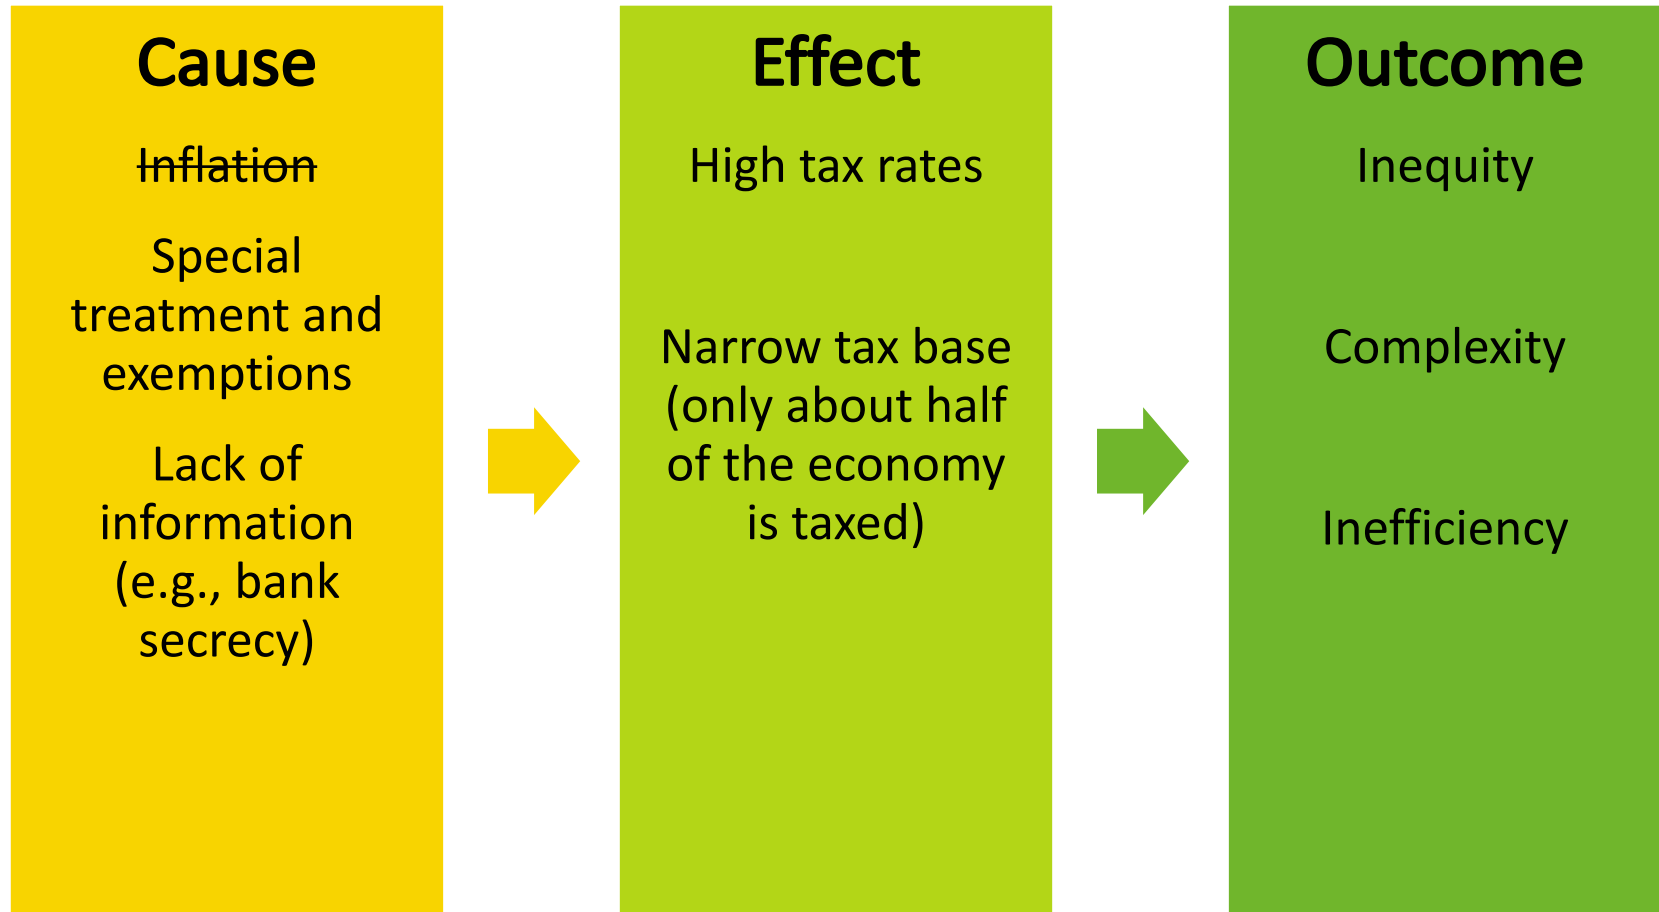 Cause
Inflation
Special
treatment and
exemptions
Lack of
information
(e.g., bank
secrecy)
Effect
High tax rates
Narrow tax base
(only about half
of the economy
is taxed)
Outcome
Inequity
Complexity
Inefficiency